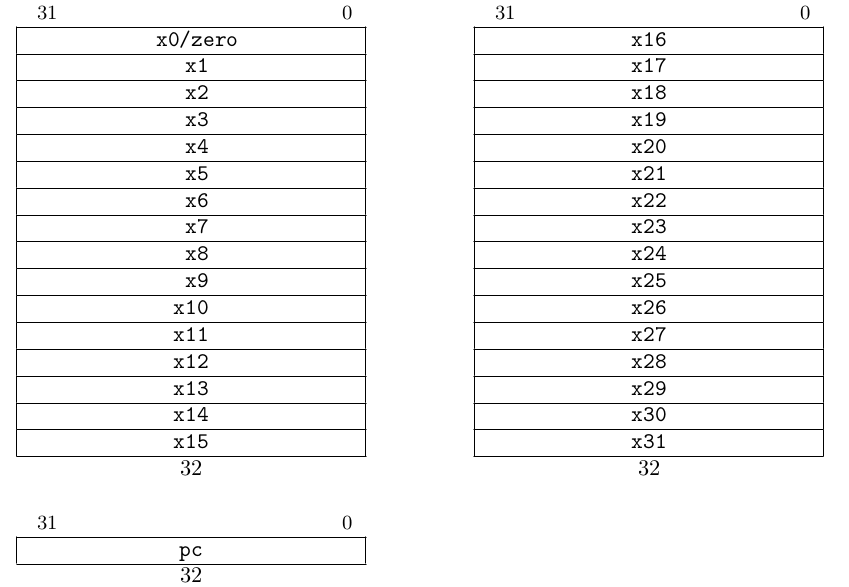 31 0
x0/zero
x1
x2
x3
x4
x5
x6
x7
x8
x9
x10
x11
x12
x13
x14
x15
32
31 0
x16
x17
x18
x19
x20
x21
x22
x23
x24
x25
x26
x27
x28
x29
x30
x31
32
31 0
pc
32